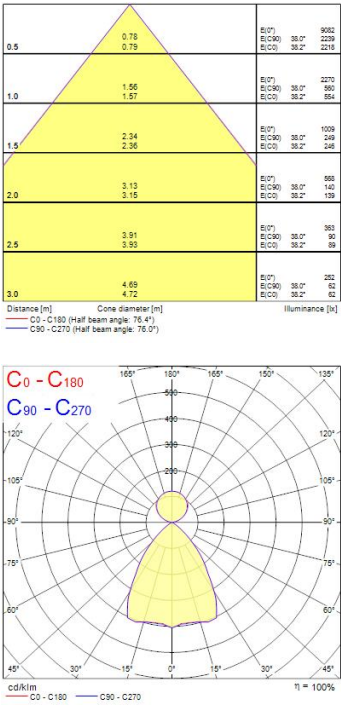 0.78
0.79
0.5
E(0°) 9082
E(C90) 38.0° 2239
E(C0) 38.2° 2218
1.56
1.57
1.0
E(0°) 2270
E(C90) 38.0° 560
E(C0) 38.2° 554
2.34
2.36
1.5
E(0°) 1009
E(C90) 38.0° 249
E(C0) 38.2° 246
3.13
3.15
2.0
E(0°) 568
E(C90) 38.0° 140
E(C0) 38.2° 139
3.91
3.93
2.5
E(0°) 363
E(C90) 38.0° 90
E(C0) 38.2° 89
4.69
4.72
3.0
E(0°) 252
E(C90) 38.0° 62
E(C0) 38.2° 62
Distance [m] Cone diameter [m] Illuminance [lx]
C0 - C180 (Half beam angle: 76.4°)
C90 - C270 (Half beam angle: 76.0°)
C0 - C180
C90 - C270
165° 180° 165° 135°
500
400
120° 300 120°
200
105° 105°
90° 90°
75° 75°
60° 60°
45° 30° 15° 0° 15° 30° 45°
cd/klm η = 100%
C0 - C180 C90 - C270